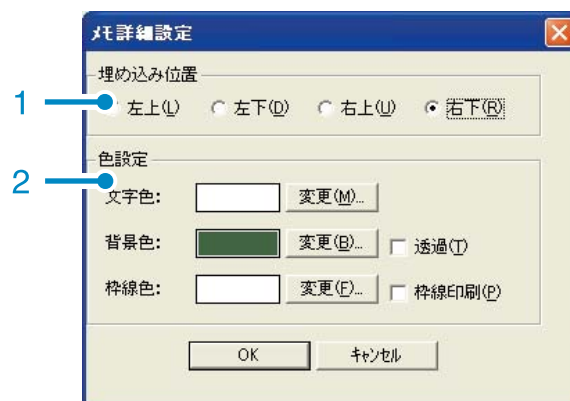 メモ詳細設定
埋め込み位置
1 左上(L) 左下(D) 右上(U) 右下(R)
色設定
2
文字色: 変更(M)...
背景色: 変更(B)... 透過(T)
枠線色: 変更(F)... 枠線印刷(P)
OK キャンセル